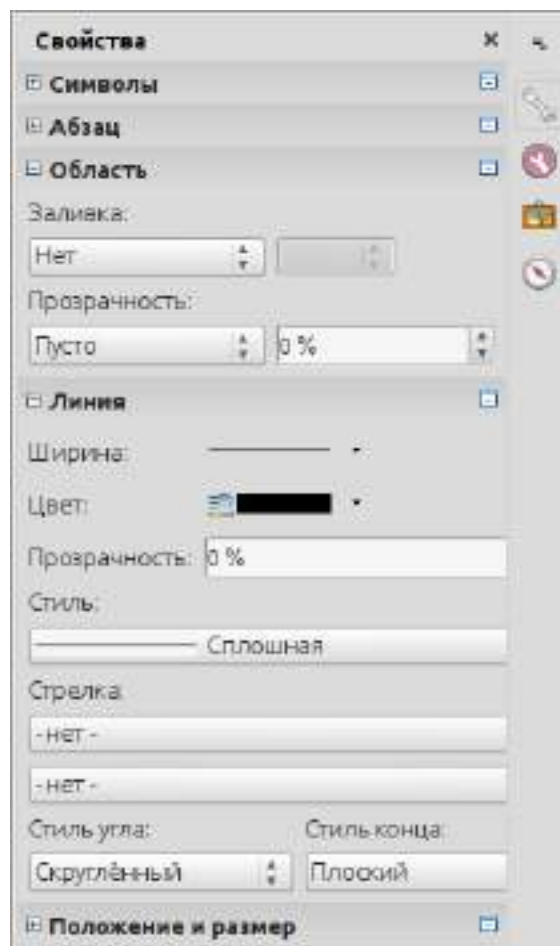 Свойства
Символы
Абзац
Область
Заливка:
Нет
Прозрачность:
Пусто 0 %
Линия
Ширина:
Цвет:
Прозрачность: 0 %
Стиль:
Сплошная
Стрелка
- нет -
- нет -
Стиль угла: Стиль конца:
Скруглённый Плоский
Положение и размер